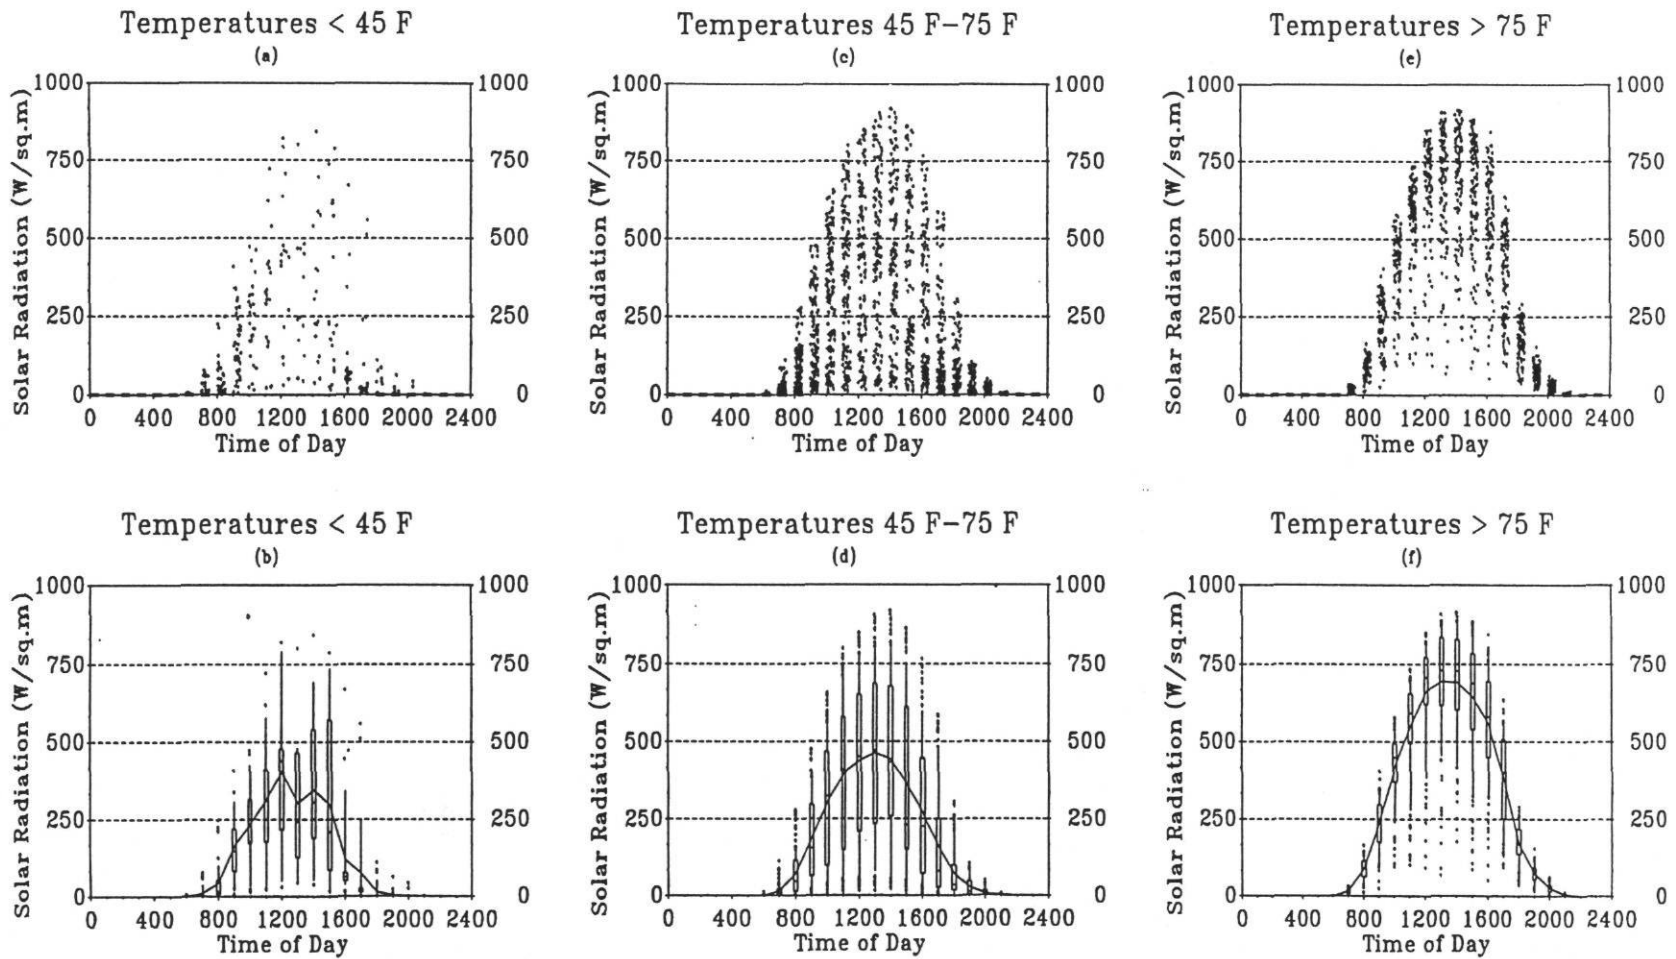 Temperatures < 45 F
(a)
Solar Radiation (W/sq.m)
1000
750
500
250
0
1000
750
500
250
0
0 400 800 1200 1600 2000 2400
Time of Day
Temperatures 45 F-75 F
(c)
Solar Radiation (W/sq.m)
1000
750
500
250
0
1000
750
500
250
0
0 400 800 1200 1600 2000 2400
Time of Day
Temperatures > 75 F
(e)
Solar Radiation (W/sq.m)
1000
750
500
250
0
1000
750
500
250
0
0 400 800 1200 1600 2000 2400
Time of Day
Temperatures < 45 F
(b)
Solar Radiation (W/sq.m)
1000
750
500
250
0
1000
750
500
250
0
0 400 800 1200 1600 2000 2400
Time of Day
Temperatures 45 F-75 F
(d)
Solar Radiation (W/sq.m)
1000
750
500
250
0
1000
750
500
250
0
0 400 800 1200 1600 2000 2400
Time of Day
Temperatures > 75 F
(f)
Solar Radiation (W/sq.m)
1000
750
500
250
0
1000
750
500
250
0
0 400 800 1200 1600 2000 2400
Time of Day